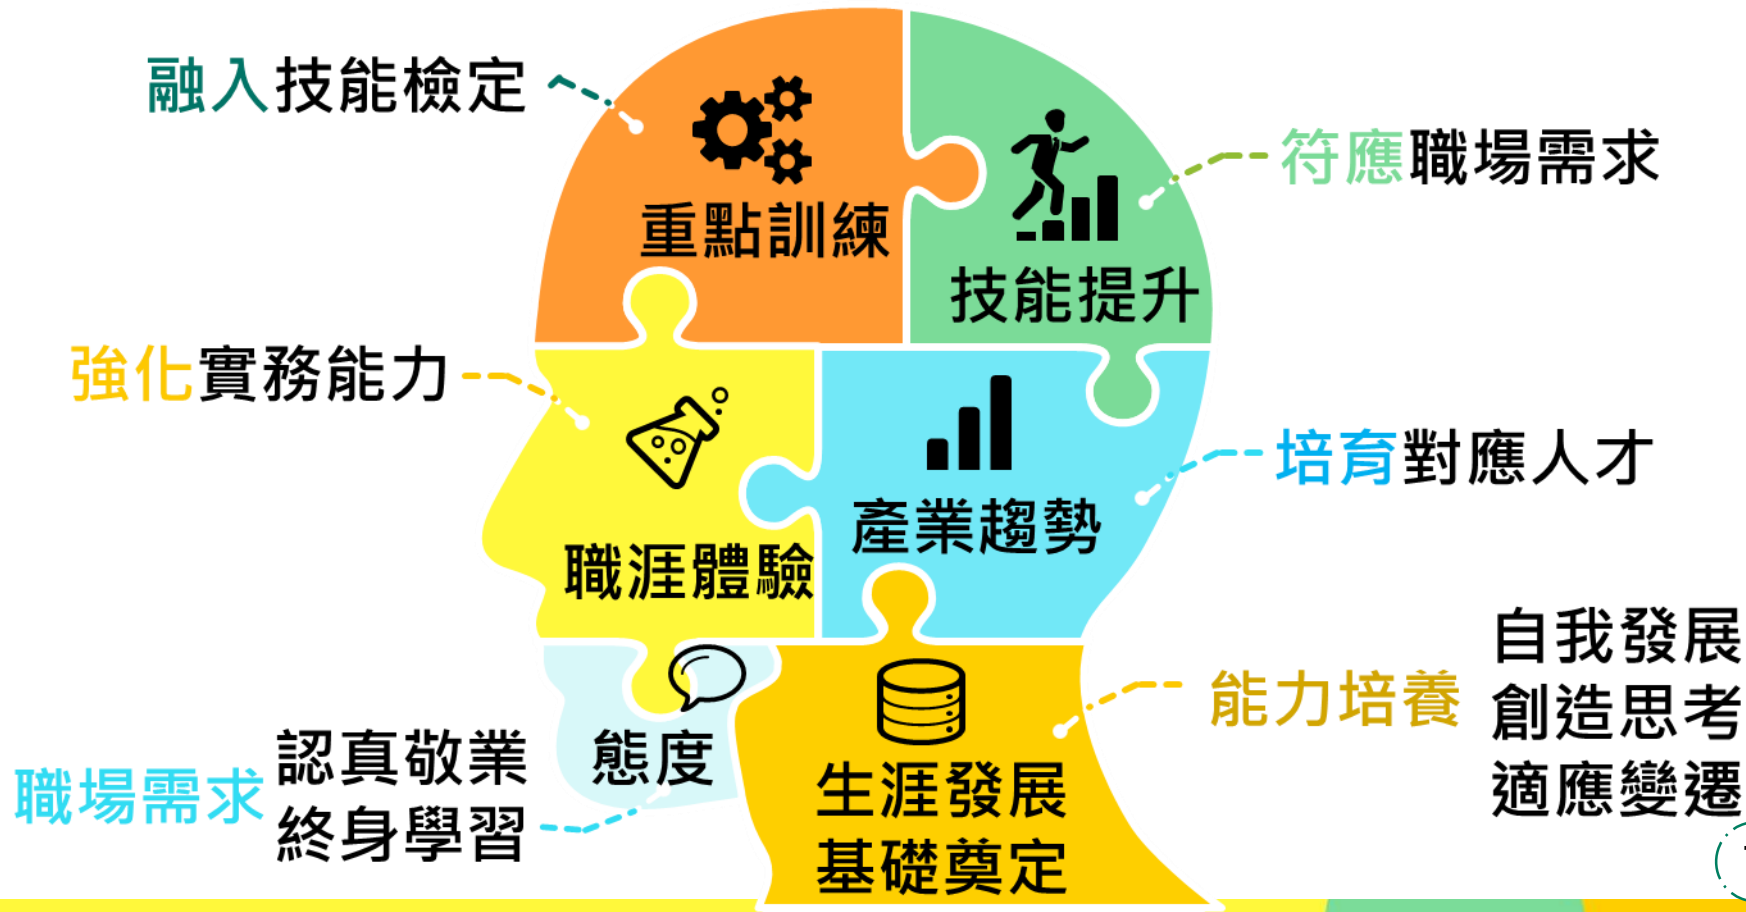 融入技能檢定
重點訓練
符應職場需求
技能提升
強化實務能力
職涯體驗
培育對應人才
產業趨勢
職場需求
認真敬業
終身學習
態度
生涯發展
基礎奠定
能力培養
自我發展
創造思考
適應變遷